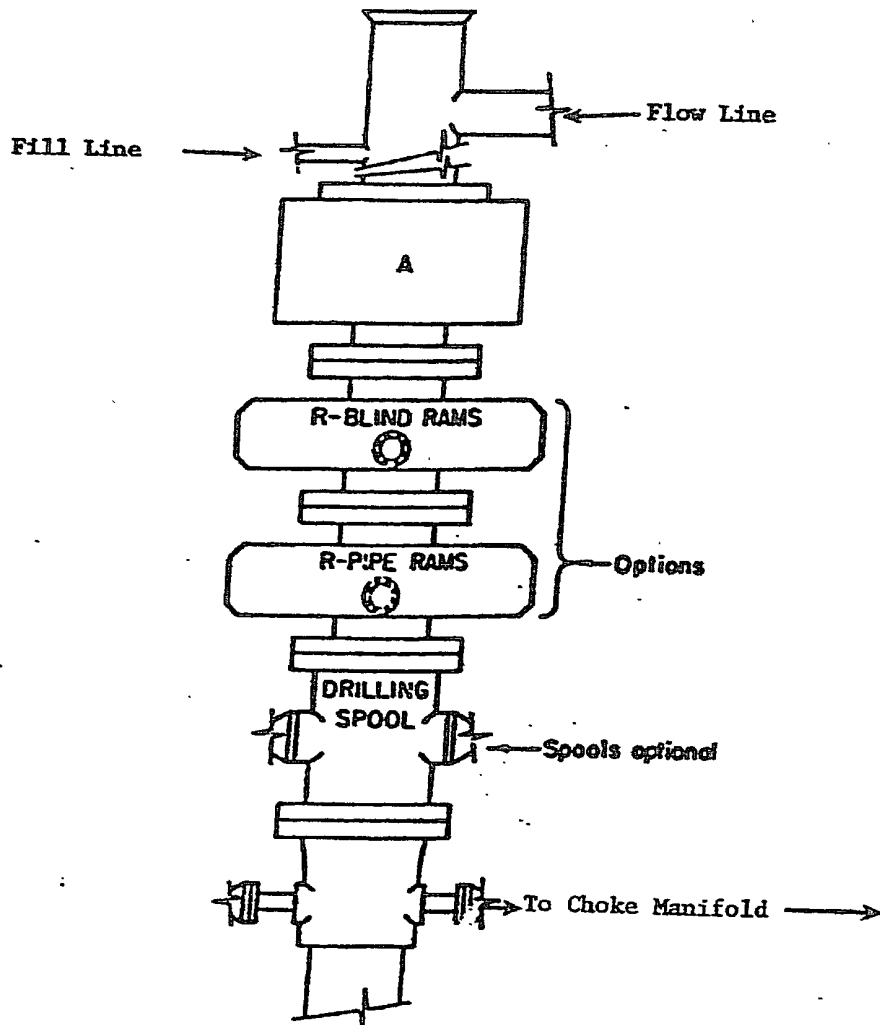 Flow Line
Fill Line
A
R-BLIND RAMS
R-PIPE RAMS
Options
DRILLING
SPOOL
Spools optional
To Choke Manifold